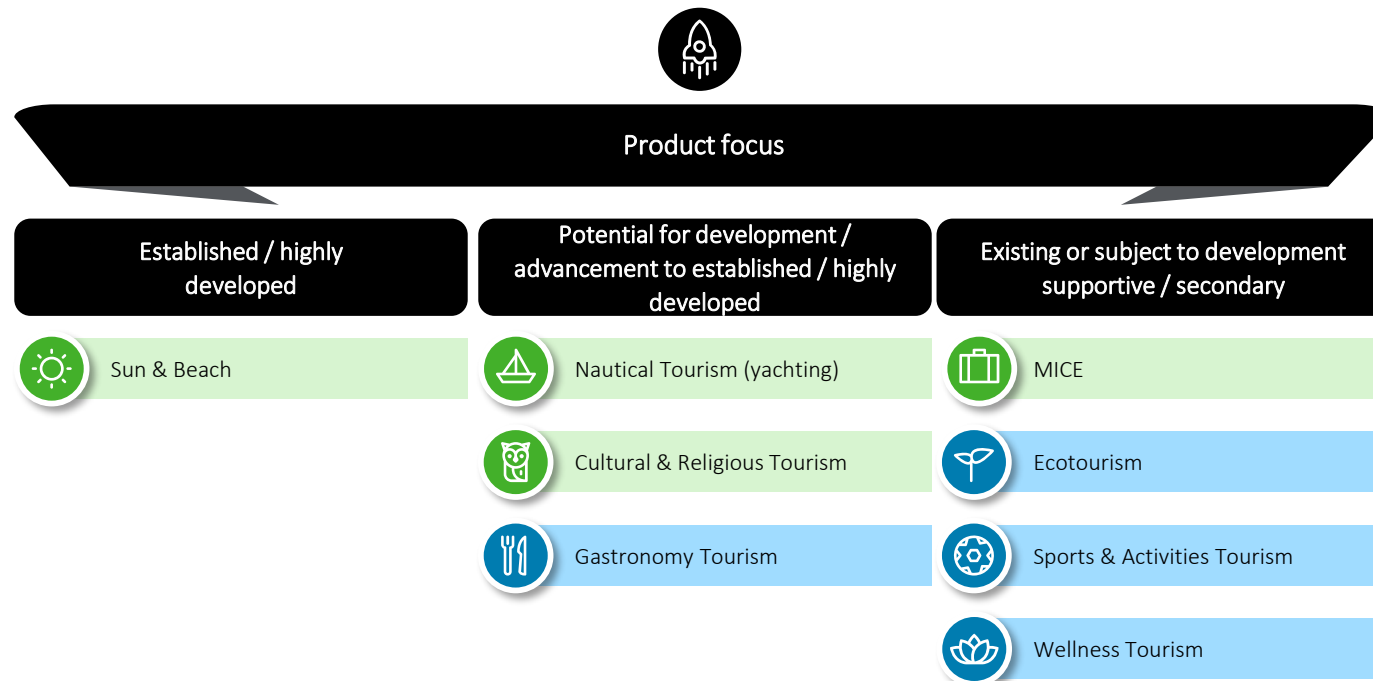 Product focus
Established / highly
developed
Potential for development /
advancement to established / highly
developed
Existing or subject to development
supportive / secondary
Sun & Beach
Nautical Tourism (yachting)
MICE
Cultural & Religious Tourism
Ecotourism
Gastronomy Tourism
Sports & Activities Tourism
Wellness Tourism